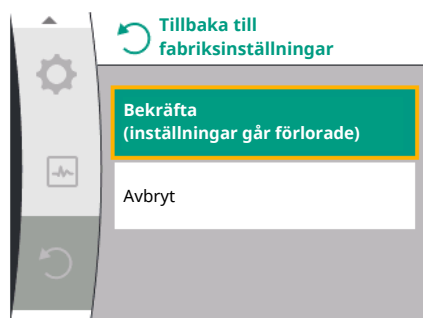 Tillbaka till
fabriksinställningar
Bekräfta
(inställningar går förlorade)
Avbryt